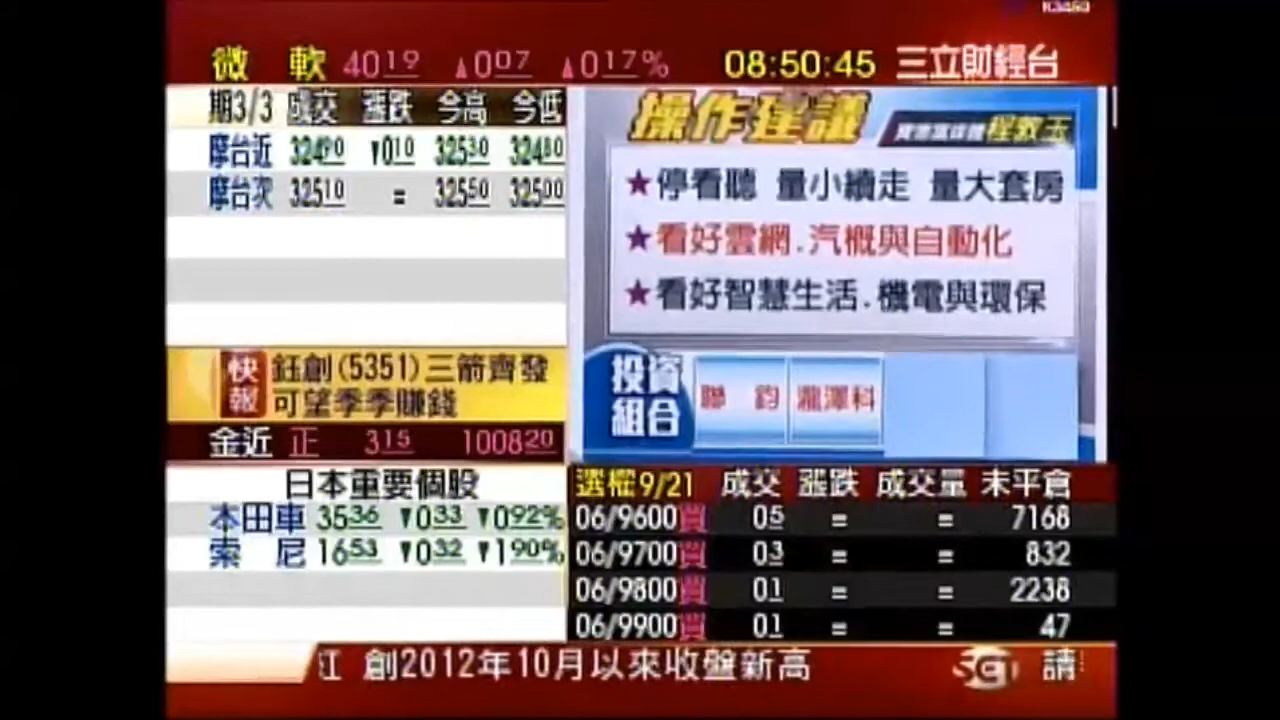 微 軟 4019 ▲007 ▲017% 08:50:45 三立財經台
期3/3 成交 漲跌 今高 今低
摩台近 32490 ▼010 32530 32480
摩台次 32510 = 32550 32500
操作建議
程教玉
★停看聽 量小續走 量大套房
★看好雲網.汽概與自動化
★看好智慧生活.機電與環保
快報 鈺創(5351)三箭齊發
可望季季賺錢
投資組合 聯 鈞 瀧澤科
金近 正 315 100820
日本重要個股
本田車 3536 ▼033 ▼092%
索 尼 1653 ▼032 ▼190%
選權9/21 成交 漲跌 成交量 未平倉
06/9600買 05 = = 7168
06/9700買 03 = = 832
06/9800買 01 = = 2238
06/9900買 01 = = 47
創2012年10月以來收盤新高 請